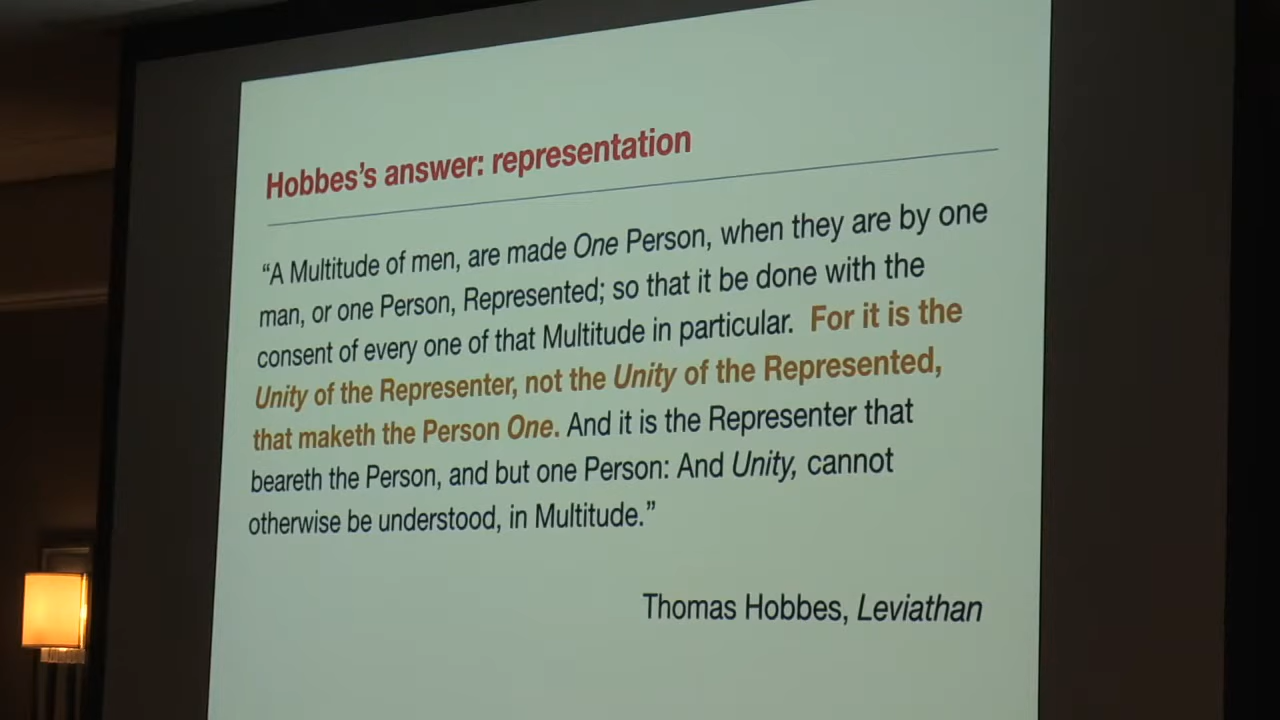 Hobbes's answer: representation
“A Multitude of men, are made One Person, when they are by one
man, or one Person, Represented; so that it be done with the
consent of every one of that Multitude in particular. For it is the
Unity of the Representer, not the Unity of the Represented,
that maketh the Person One. And it is the Representer that
beareth the Person, and but one Person: And Unity, cannot
otherwise be understood, in Multitude.”
Thomas Hobbes, Leviathan